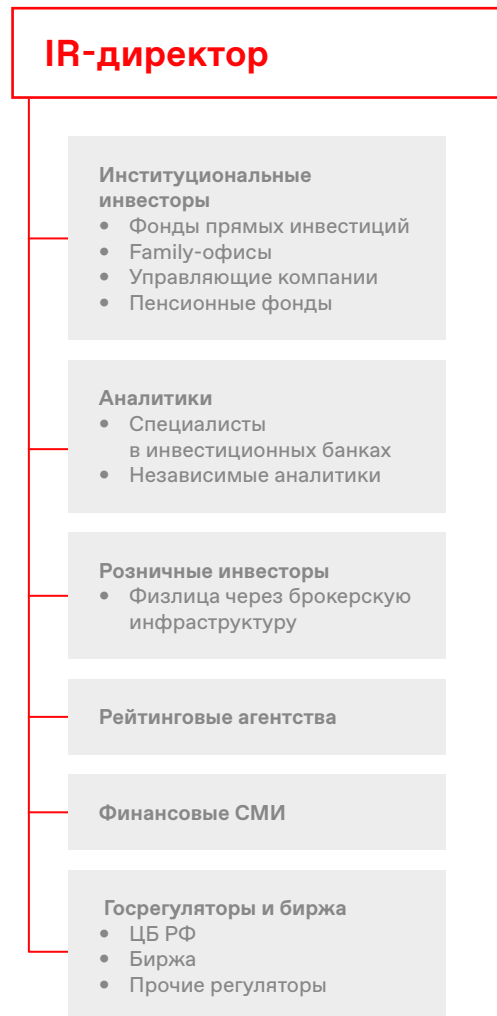 IR-директор
Институциональные
инвесторы
• Фонды прямых инвестиций
• Family-офисы
• Управляющие компании
• Пенсионные фонды
Аналитики
• Специалисты
в инвестиционных банках
• Независимые аналитики
Розничные инвесторы
• Физлица через брокерскую
инфраструктуру
Рейтинговые агентства
Финансовые СМИ
Госрегуляторы и биржа
• ЦБ РФ
• Биржа
• Прочие регуляторы